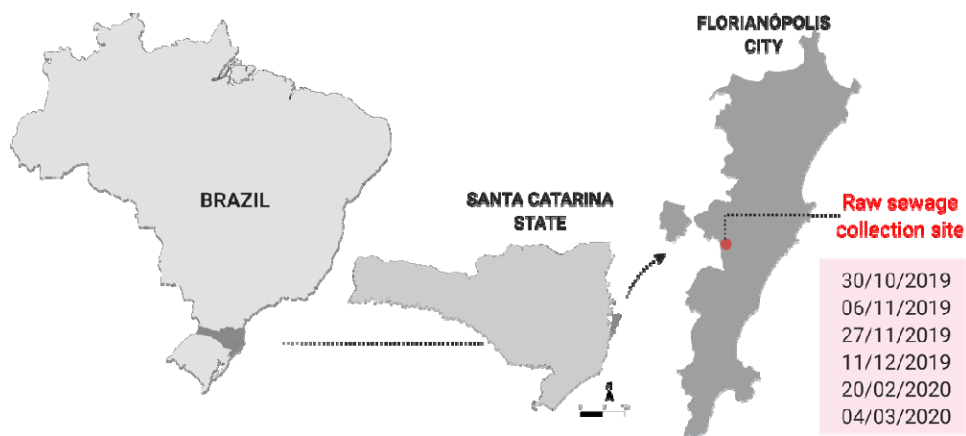 FLORIANÓPOLIS
CITY
BRAZIL
SANTA CATARINA
STATE
Raw sewage
collection site
30/10/2019
06/11/2019
27/11/2019
11/12/2019
20/02/2020
04/03/2020